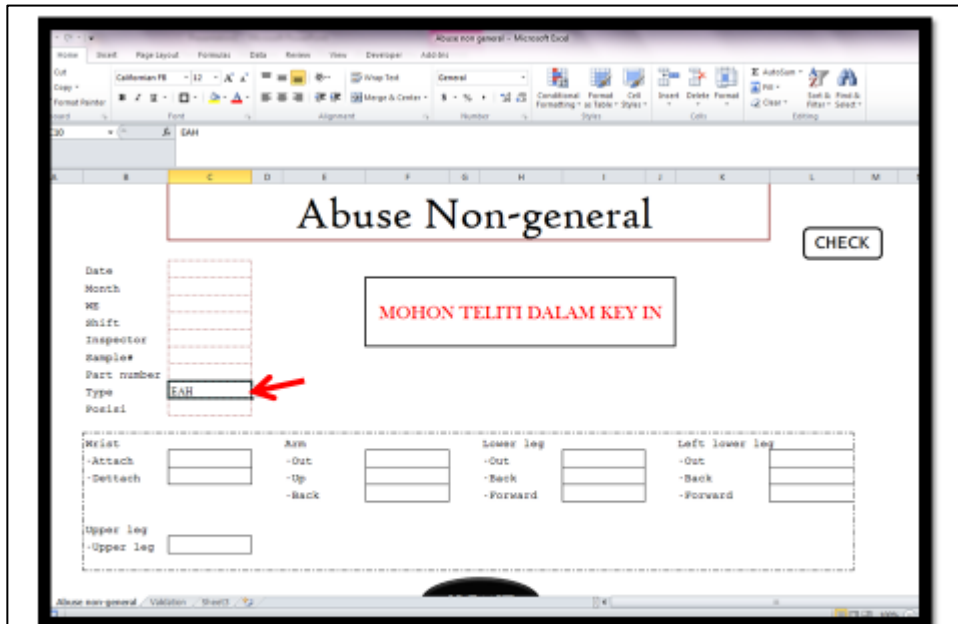 Abuse non general - Microsoft Excel
Home Insert Page Layout Formulas Data Review View Developer Add-Ins
Cut
Copy
Format Painter
Californian FB 12
Wrap Text
Merge & Center
General
Conditional Formatting
Format as Table
Cell Styles
Insert Delete Format
AutoSum
Fill
Clear
Sort & Filter
Find & Select
Font Alignment Number Styles Cells Editing
EAH
B C D E F G H I J K L M
Abuse Non-general
CHECK
Date
Month
WE
Shift
Inspector
Sample#
Part number
Type EAH
Posisi
MOHON TELITI DALAM KEY IN
Wrist Arm Lower leg Left lower leg
-Attach -Out -Out -Out
-Dettach -Up -Back -Back
-Back -Forward -Forward
Upper leg
-Upper leg
Abuse non-general Validation Sheet3
100%